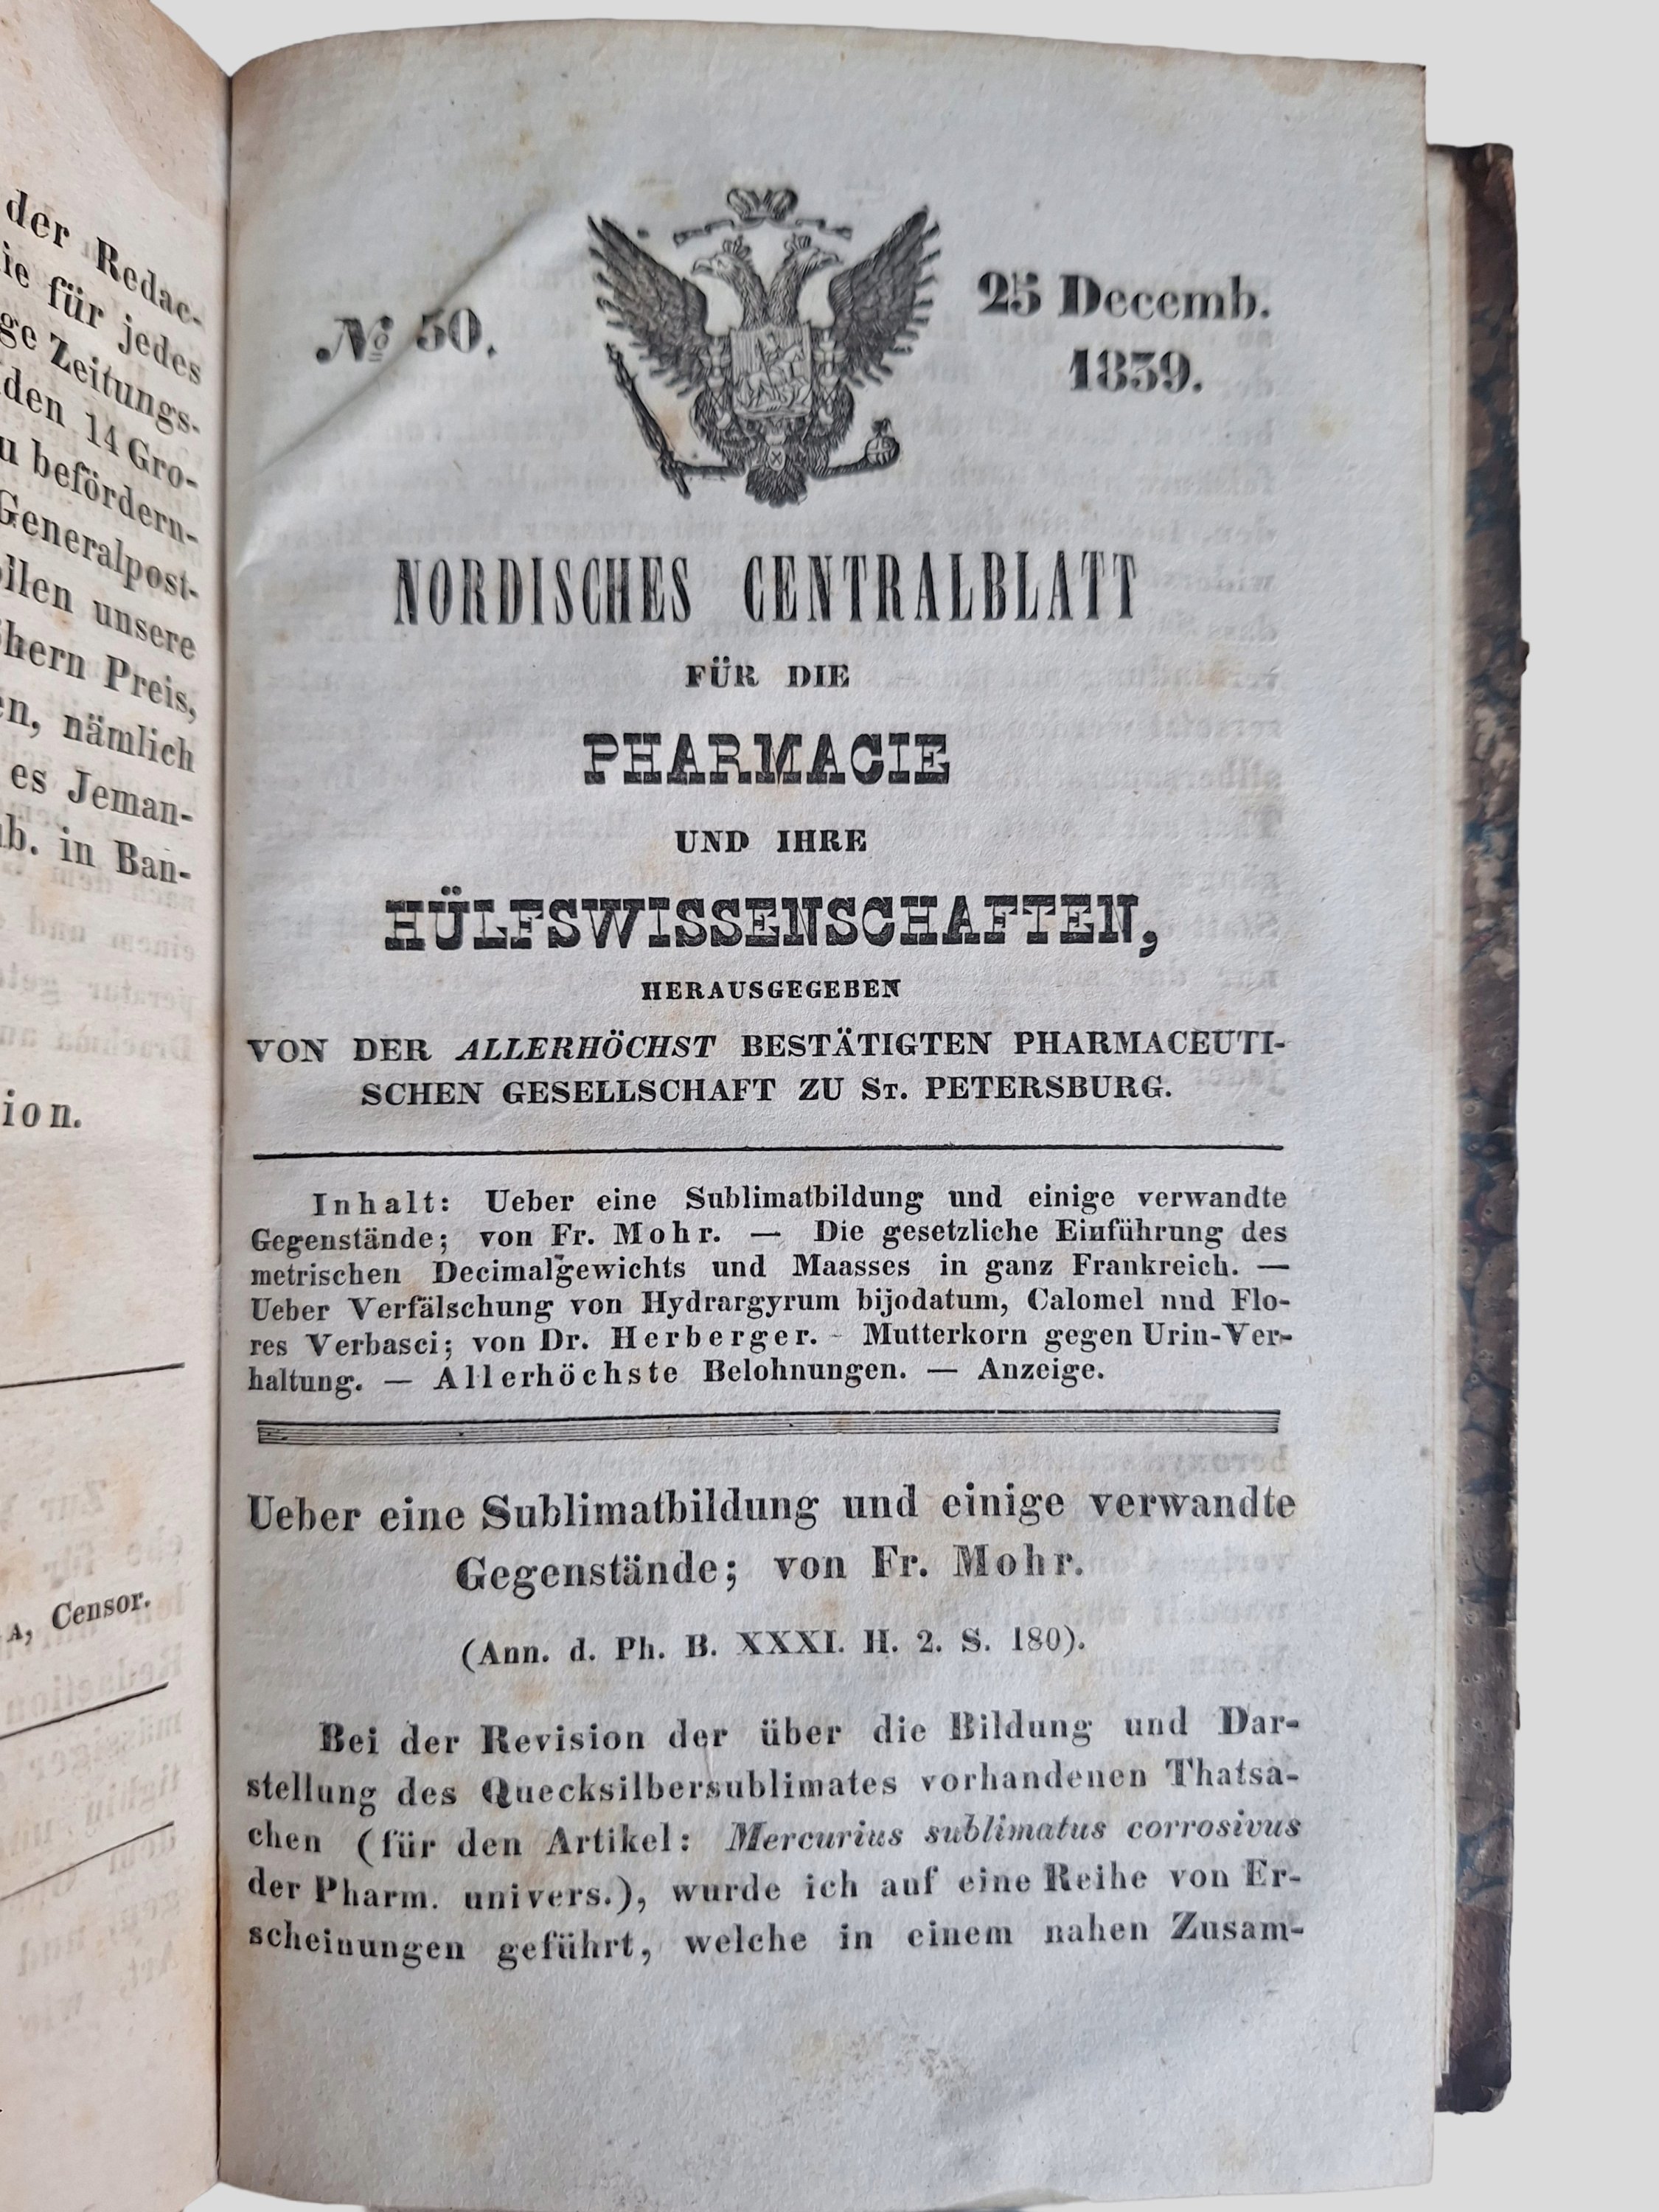 der Redac-
ie für jedes
ge Zeitungs-
den 14 Gro-
u befördern-
Generalpost-
ollen unsere
öhern Preis,
en, nämlich
es Jeman-
ub. in Ban-
ion.
A, Censor.
№ 50.
25 Decemb.
1839.
NORDISCHES CENTRALBLATT
FÜR DIE
PHARMACIE
UND IHRE
HÜLFSWISSENSCHAFTEN,
HERAUSGEGEBEN
VON DER ALLERHÖCHST BESTÄTIGTEN PHARMACEUTI-
SCHEN GESELLSCHAFT ZU ST. PETERSBURG.
Inhalt: Ueber eine Sublimatbildung und einige verwandte
Gegenstände; von Fr. Mohr. — Die gesetzliche Einführung des
metrischen Decimalgewichts und Maasses in ganz Frankreich. —
Ueber Verfälschung von Hydrargyrum bijodatum, Calomel nnd Flo-
res Verbasci; von Dr. Herberger. - Mutterkorn gegen Urin-Ver-
haltung. — Allerhöchste Belohnungen. — Anzeige.
Ueber eine Sublimatbildung und einige verwandte
Gegenstände; von Fr. Mohr.
(Ann. d. Ph. B. XXXI. H. 2. S. 180).
Bei der Revision der über die Bildung und Dar-
stellung des Quecksilbersublimates vorhandenen Thatsa-
chen (für den Artikel: Mercurius sublimatus corrosivus
der Pharm. univers.), wurde ich auf eine Reihe von Er-
scheinungen geführt, welche in einem nahen Zusam-